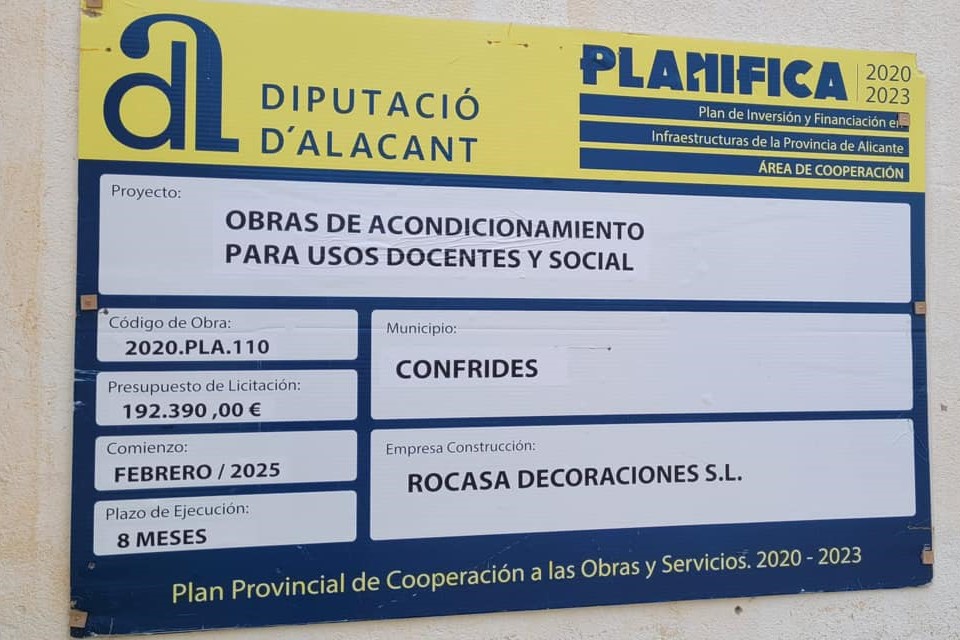 al
DIPUTACIÓ
D´ALACANT
PLANIFICA
2020
2023
Plan de Inversión y Financiación en
Infraestructuras de la Provincia de Alicante
ÁREA DE COOPERACIÓN
Proyecto:
OBRAS DE ACONDICIONAMIENTO
PARA USOS DOCENTES Y SOCIAL
Código de Obra:
2020.PLA.110
Presupuesto de Licitación:
192.390 ,00 €
Comienzo:
FEBRERO / 2025
Plazo de Ejecución:
8 MESES
Municipio:
CONFRIDES
Empresa Construcción:
ROCASA DECORACIONES S.L.
Plan Provincial de Cooperación a las Obras y Servicios. 2020 - 2023